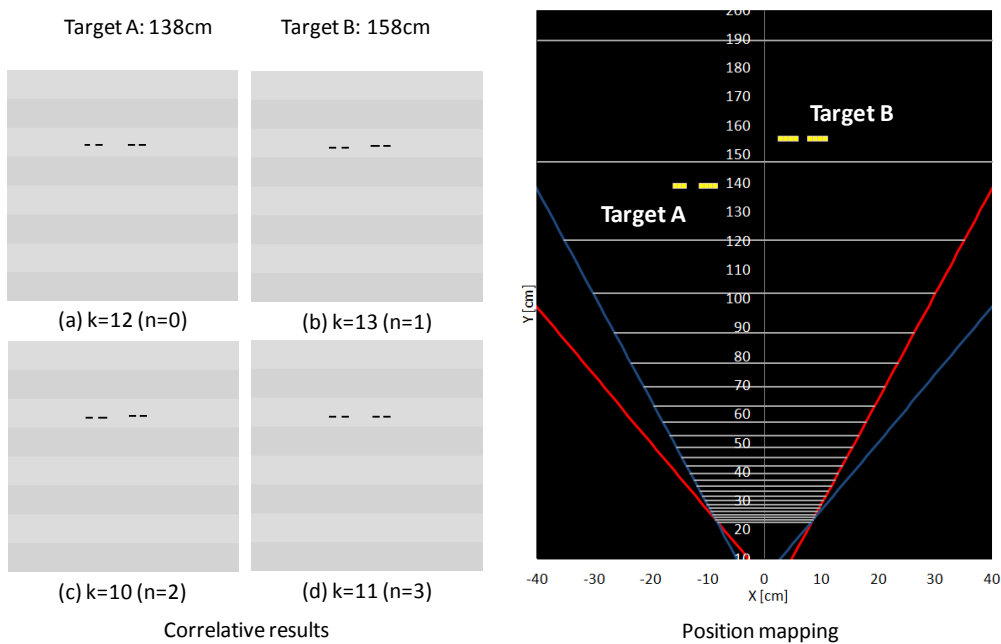 Target A: 138cm
Target B: 158cm
(a) k=12 (n=0)
(b) k=13 (n=1)
(c) k=10 (n=2)
(d) k=11 (n=3)
Correlative results
200
190
180
170
160
150
140
130
120
110
100
90
80
70
60
50
40
30
20
10
Y [cm]
Target B
Target A
-40
-30
-20
-10
0
10
20
30
40
X [cm]
Position mapping